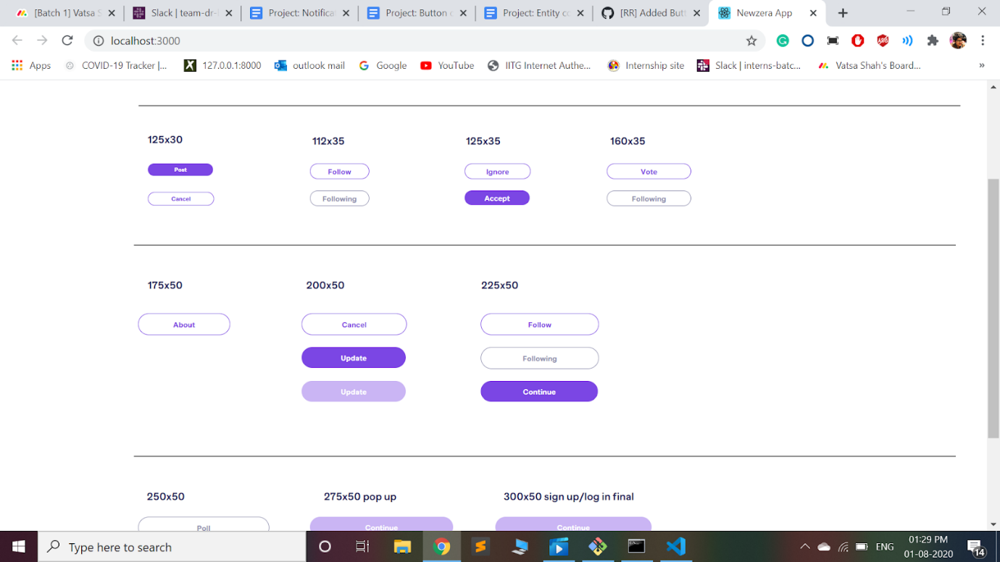 [Batch 1] Vatsa S
Slack | team-dr-
Project: Notificat
Project: Button c
Project: Entity co
[RR] Added Butt
Newzera App
localhost:3000
Apps
COVID-19 Tracker |...
127.0.0.1:8000
outlook mail
Google
YouTube
IITG Internet Authe...
Internship site
Slack | interns-batc...
Vatsa Shah's Board...
»
125x30
112x35
125x35
160x35
Post
Follow
Ignore
Vote
Cancel
Following
Accept
Following
175x50
200x50
225x50
About
Cancel
Follow
Update
Following
Update
Continue
250x50
275x50 pop up
300x50 sign up/log in final
Poll
Continue
Continue
Type here to search
ENG
01:29 PM
01-08-2020
14